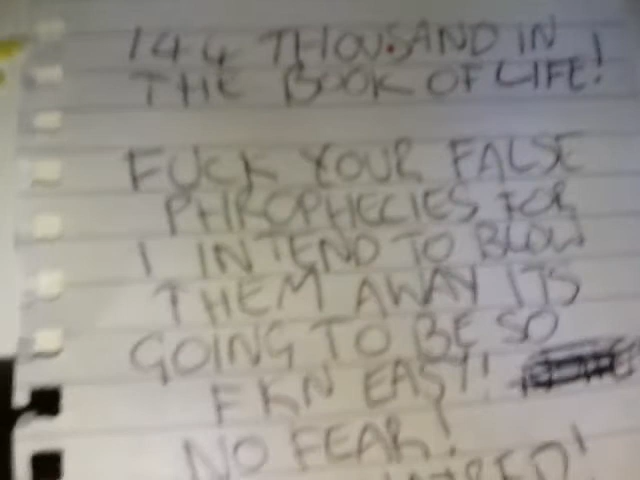 144 THOUSAND IN
THE BOOK OF LIFE!
FUCK YOUR FALSE
PHROPHECIES FOR
I INTEND TO BLOW
THEM AWAY ITS
GOING TO BE SO
FKN EASY!
NO FEAR!